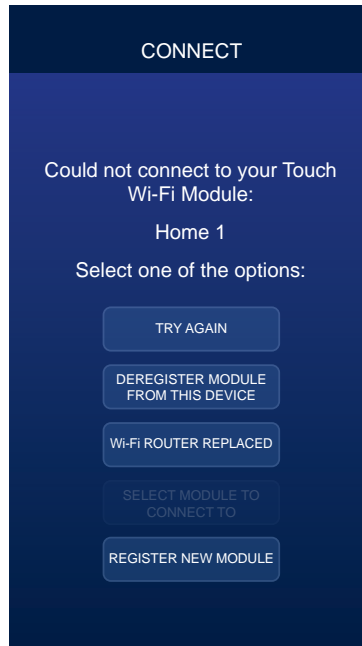 CONNECT
Could not connect to your Touch
Wi-Fi Module:
Home 1
Select one of the options:
TRY AGAIN
DEREGISTER MODULE
FROM THIS DEVICE
Wi-Fi ROUTER REPLACED
SELECT MODULE TO
CONNECT TO
REGISTER NEW MODULE